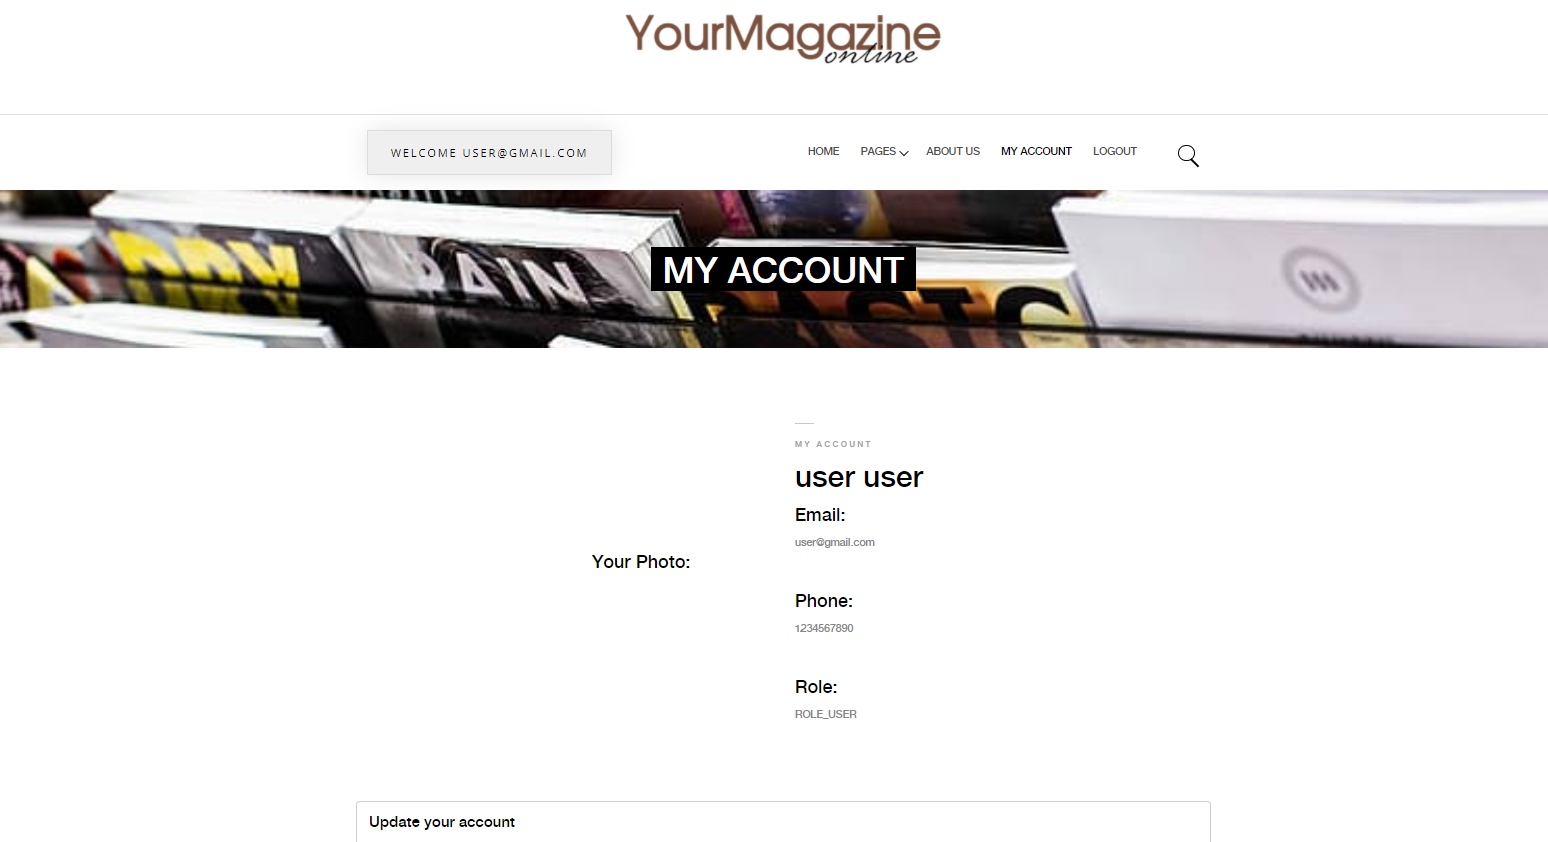 YourMagazine
online
WELCOME USER@GMAIL.COM
HOME PAGES ABOUT US MY ACCOUNT LOGOUT
PAIN
MY ACCOUNT
MY ACCOUNT
user user
Email:
user@gmail.com
Your Photo:
Phone:
1234567890
Role:
ROLE_USER
Update your account